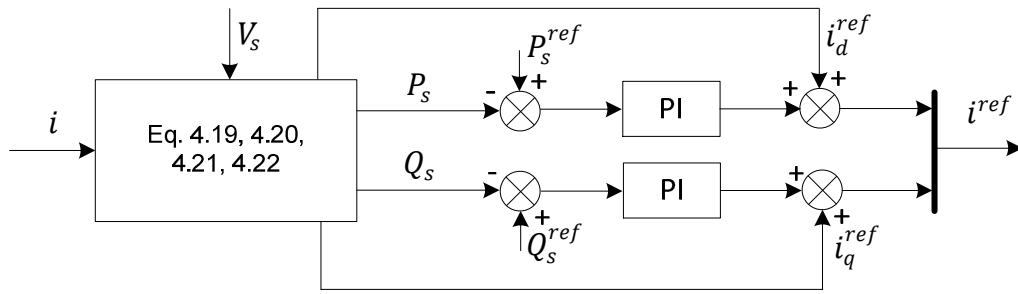 V_s
P_s^{ref}
i_d^{ref}
+
+
P_s
-
+
PI
i
Eq. 4.19, 4.20,
4.21, 4.22
i^{ref}
Q_s
-
+
PI
+
+
Q_s^{ref}
i_q^{ref}